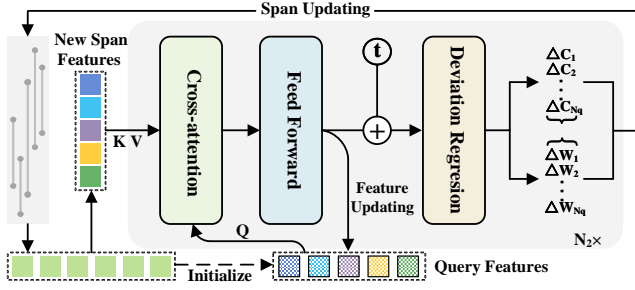 Span Updating
New Span
Features
K V
Cross-attention
Feed Forward
t
+
Deviation Regresion
ΔC1
ΔC2
⋮
ΔCNq
ΔW1
ΔW2
⋮
ΔWNq
Feature
Updating
Q
N2×
Initialize
Query Features